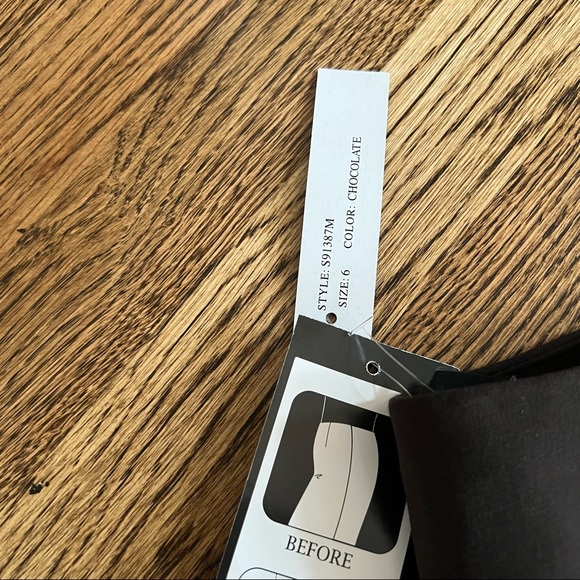 STYLE: S91387M
SIZE: 6 COLOR: CHOCOLATE
BEFORE